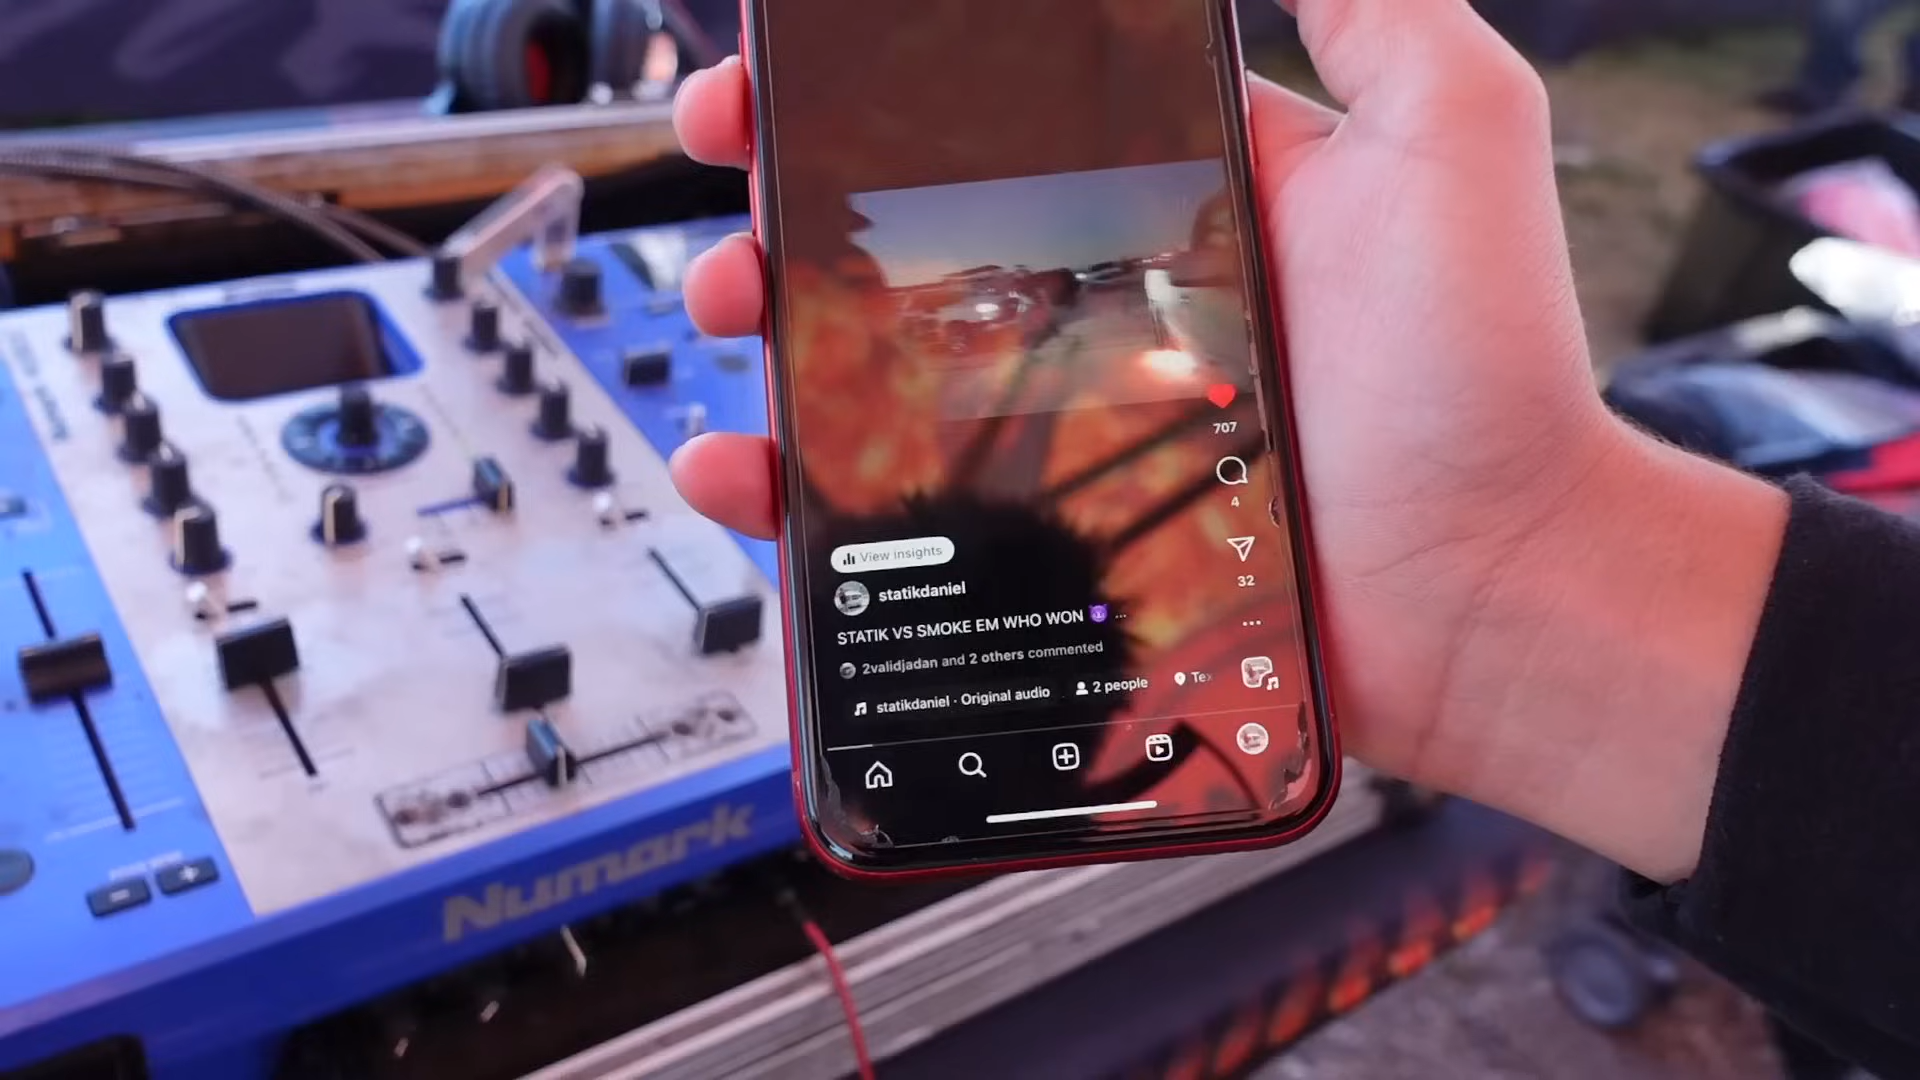 707
4
View insights
32
statikdaniel
STATIK VS SMOKE EM WHO WON 😈 ...
2validjadan and 2 others commented
statikdaniel · Original audio 2 people Tex
Numark